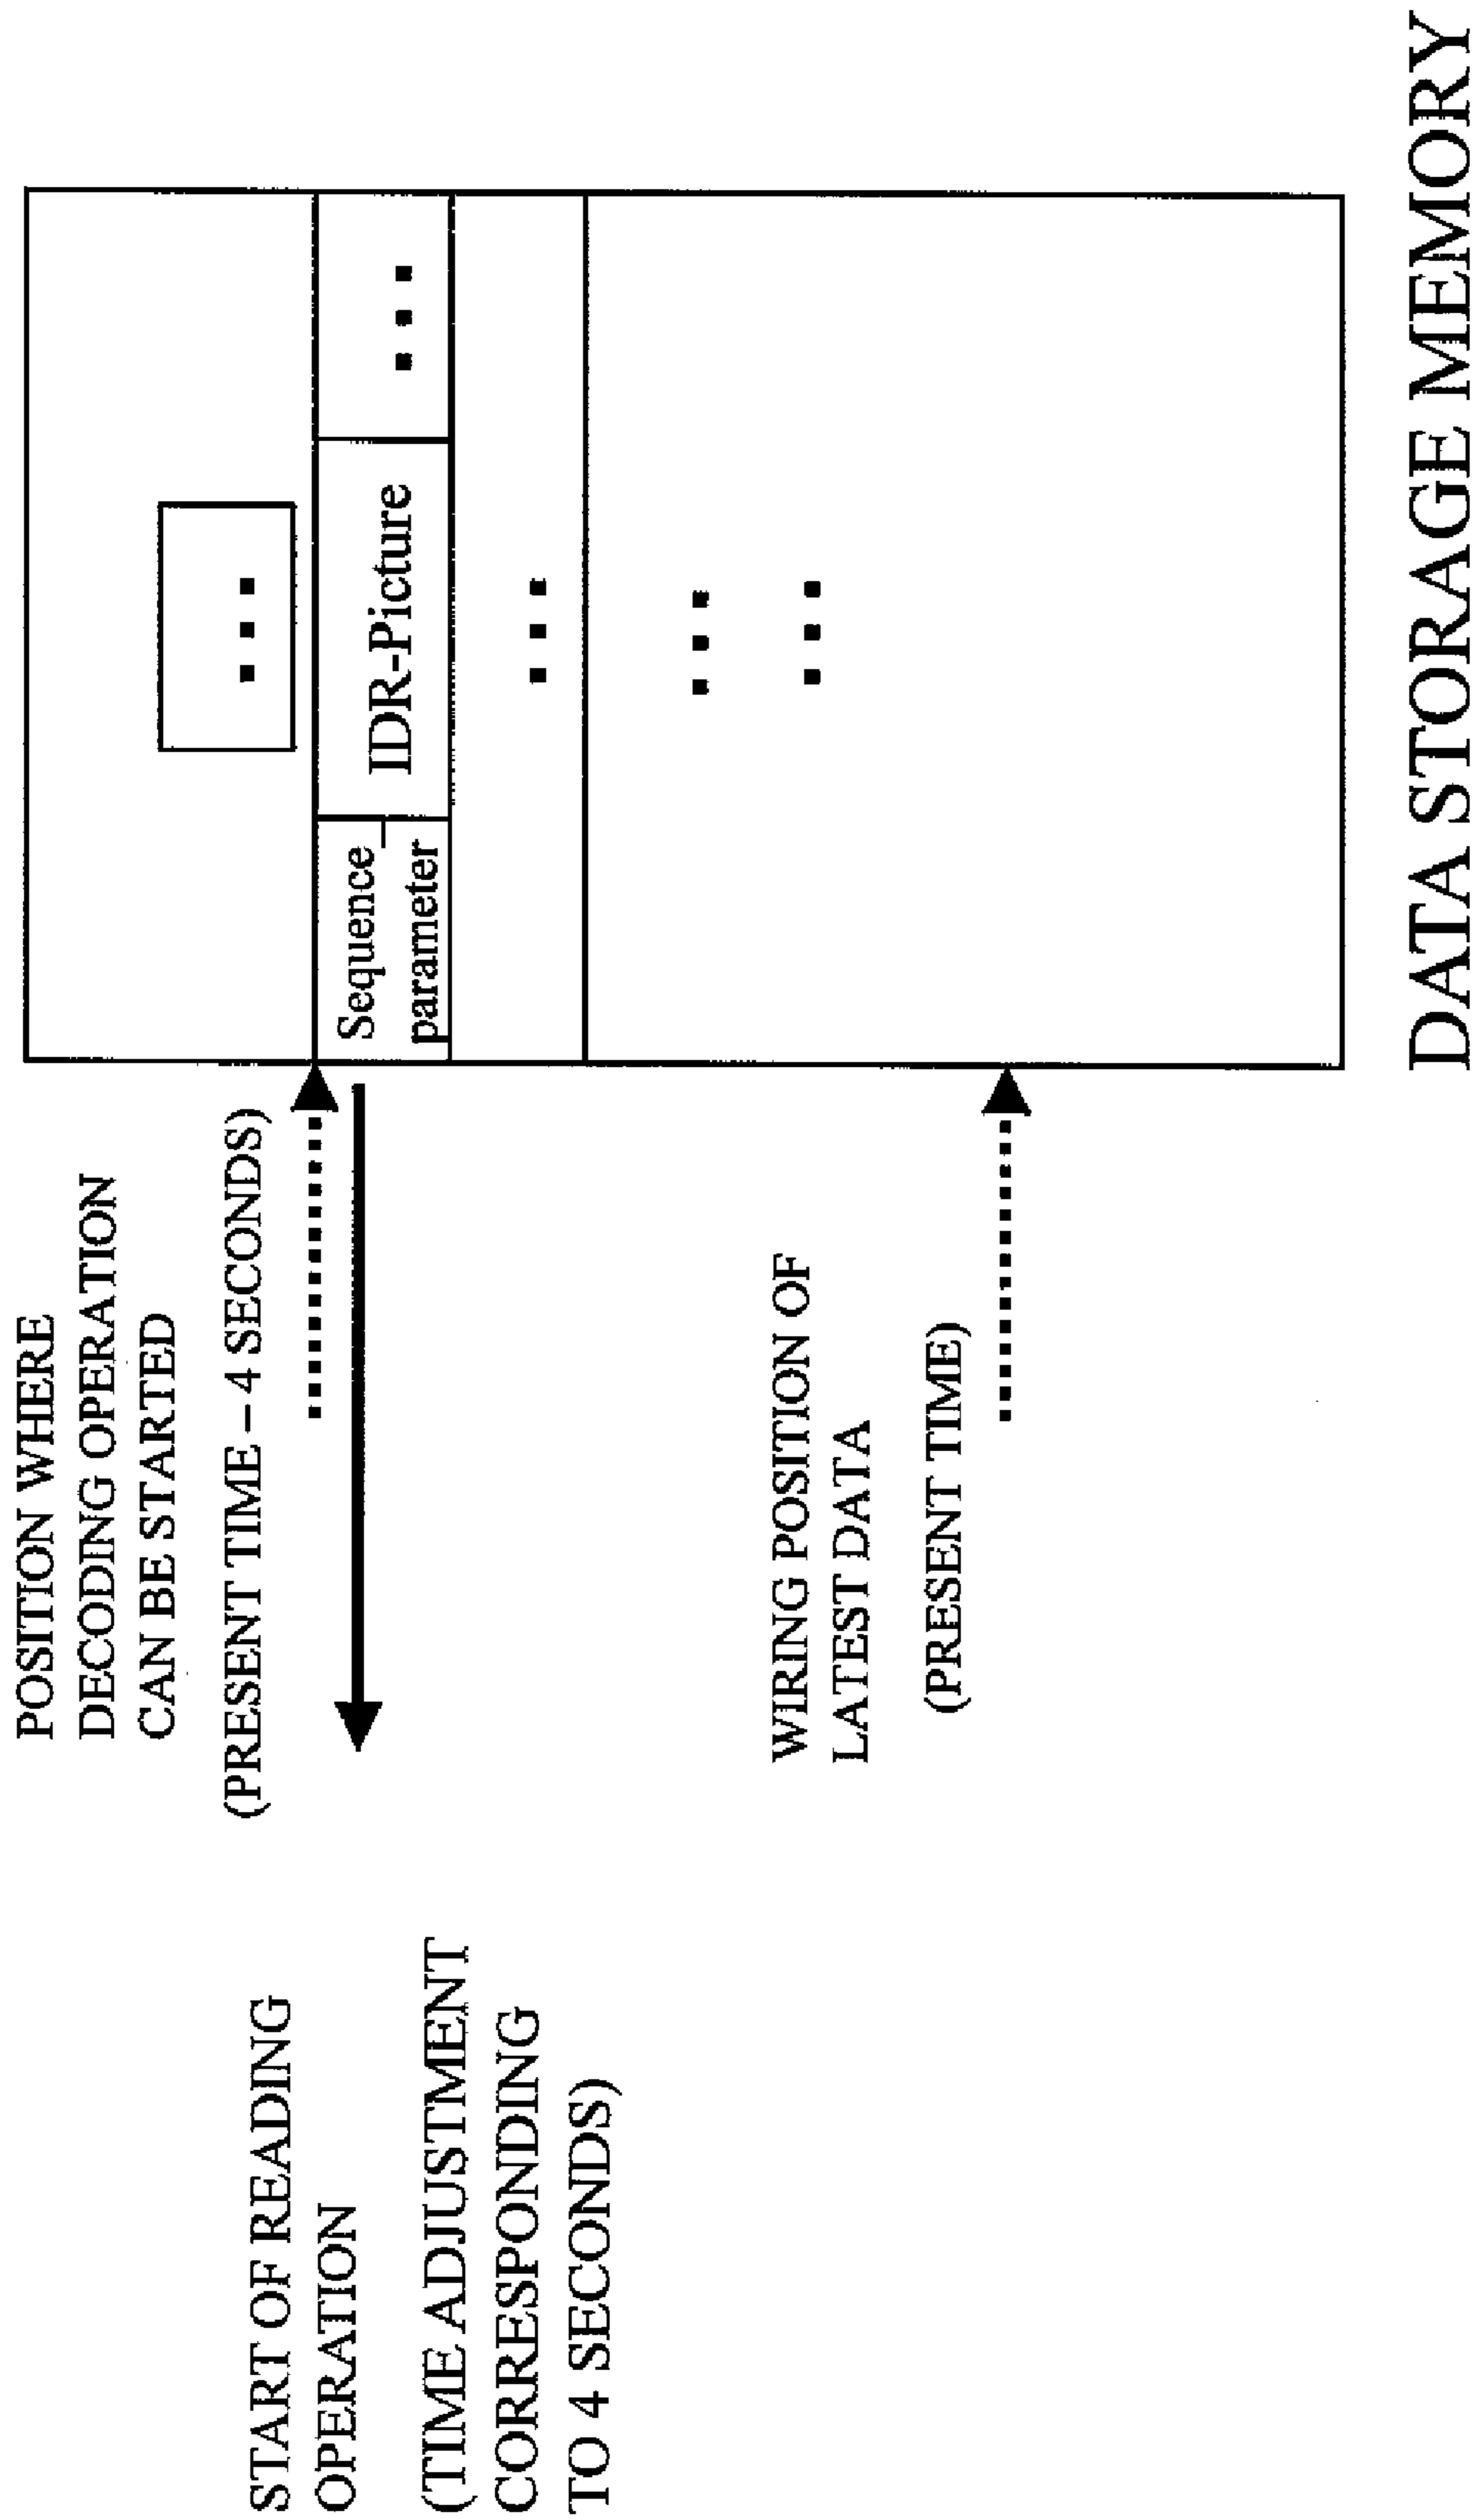 POSITION WHERE
DECODING OPERATION
CAN BE STARTED
(PRESENT TIME – 4 SECONDS)
START OF READING
OPERATION
(TIME ADJUSTMENT
CORRESPONDING
TO 4 SECONDS)
Sequence_
parameter
IDR-Picture
WIRING POSITION OF
LATEST DATA
(PRESENT TIME)
DATA STORAGE MEMORY